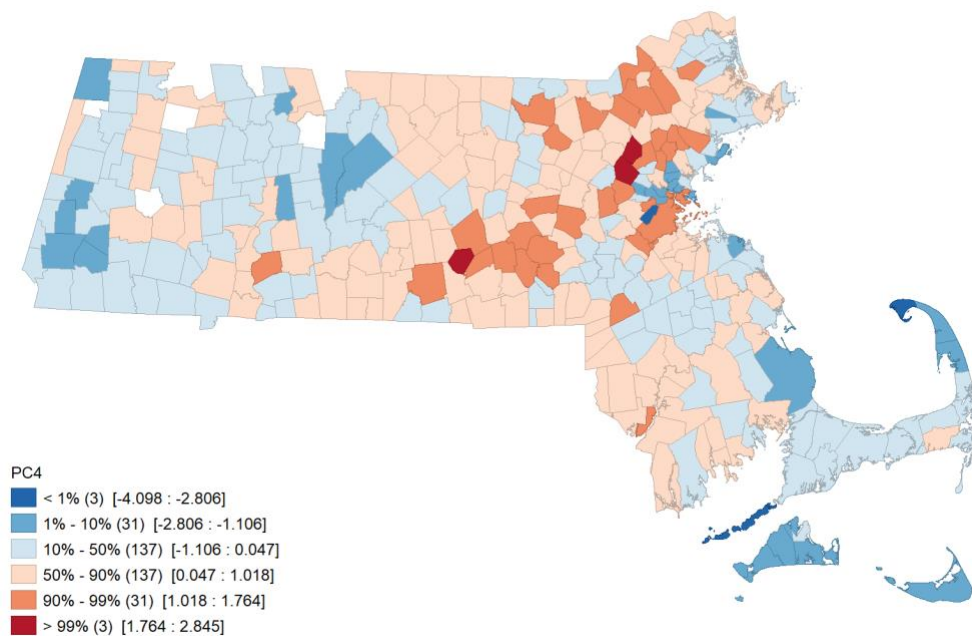 PC4
< 1% (3) [-4.098 : -2.806]
1% - 10% (31) [-2.806 : -1.106]
10% - 50% (137) [-1.106 : 0.047]
50% - 90% (137) [0.047 : 1.018]
90% - 99% (31) [1.018 : 1.764]
> 99% (3) [1.764 : 2.845]